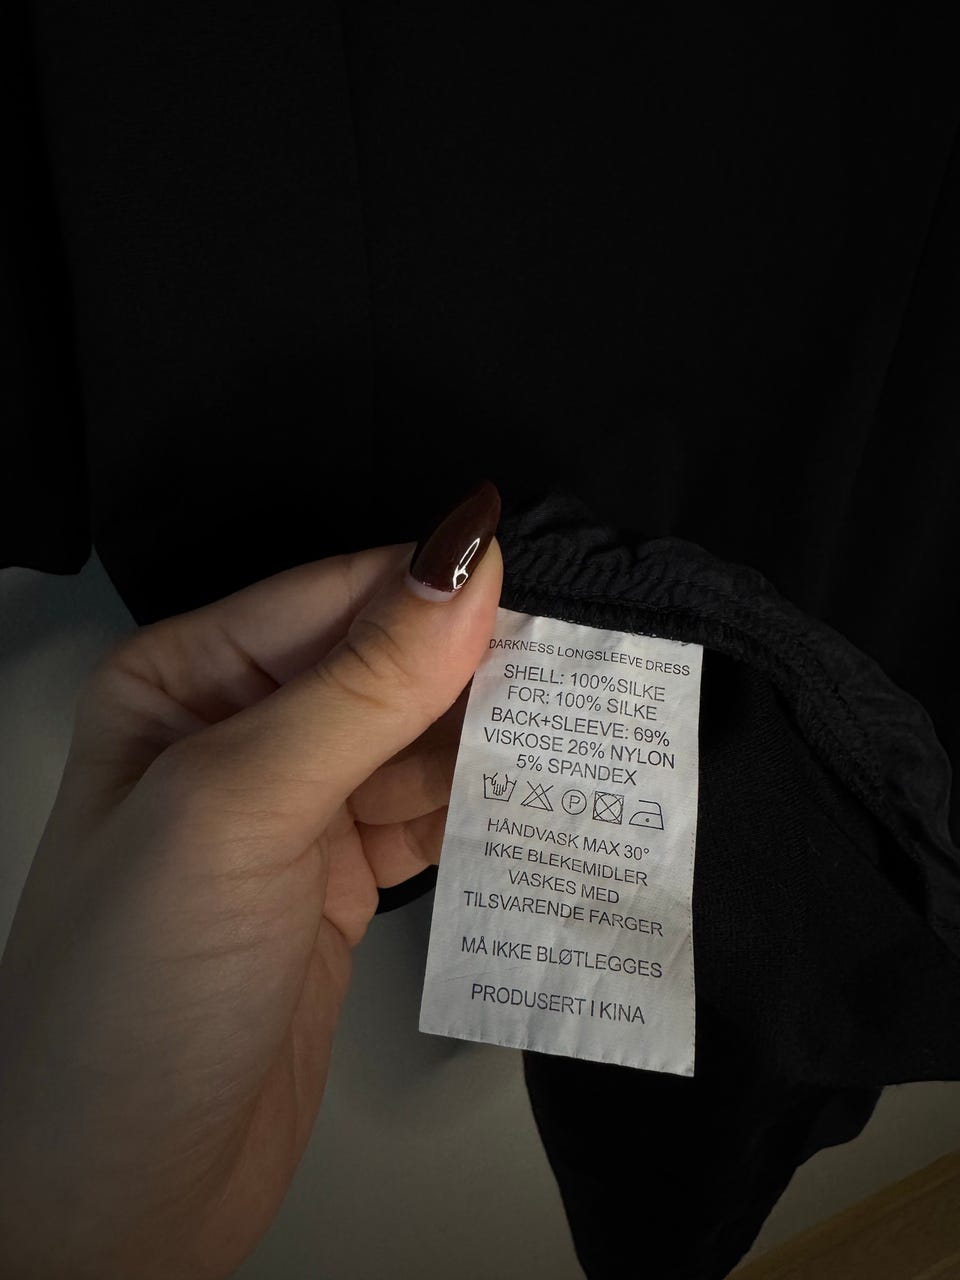 DARKNESS LONGSLEEVE DRESS
SHELL: 100%SILKE
FOR: 100% SILKE
BACK+SLEEVE: 69%
VISKOSE 26% NYLON
5% SPANDEX
P
HÅNDVASK MAX 30°
IKKE BLEKEMIDLER
VASKES MED
TILSVARENDE FARGER
MÅ IKKE BLØTLEGGES
PRODUSERT I KINA